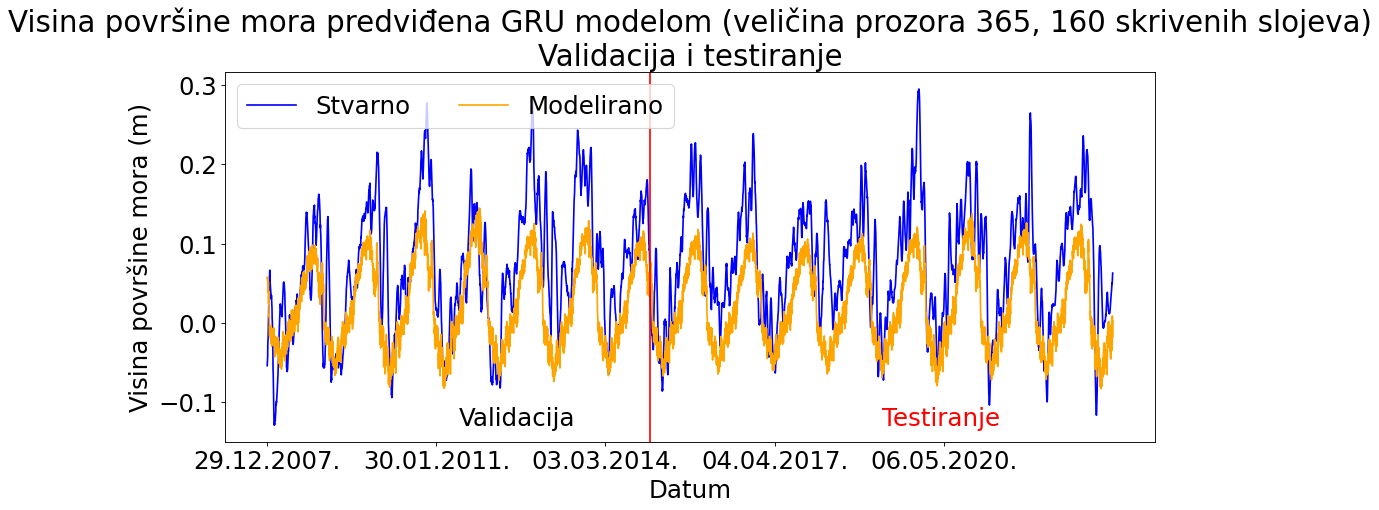 Visina površine mora predviđena GRU modelom (veličina prozora 365, 160 skrivenih slojeva)
Validacija i testiranje
Stvarno Modelirano
Visina površine mora (m)
0.3
0.2
0.1
0.0
−0.1
Validacija
Testiranje
29.12.2007. 30.01.2011. 03.03.2014. 04.04.2017. 06.05.2020.
Datum